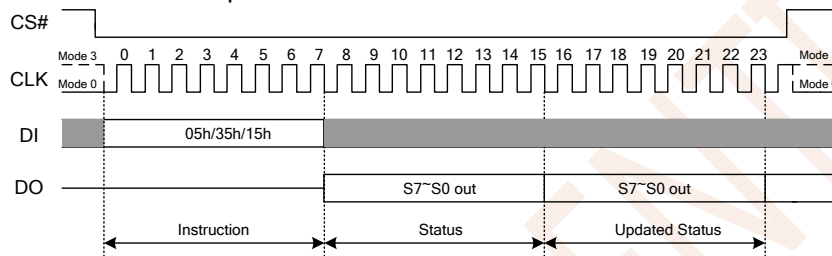 CS#
Mode 3 0 1 2 3 4 5 6 7 8 9 10 11 12 13 14 15 16 17 18 19 20 21 22 23 Mode
CLK
Mode 0 Mode
DI 05h/35h/15h
DO S7~S0 out S7~S0 out
Instruction Status Updated Status